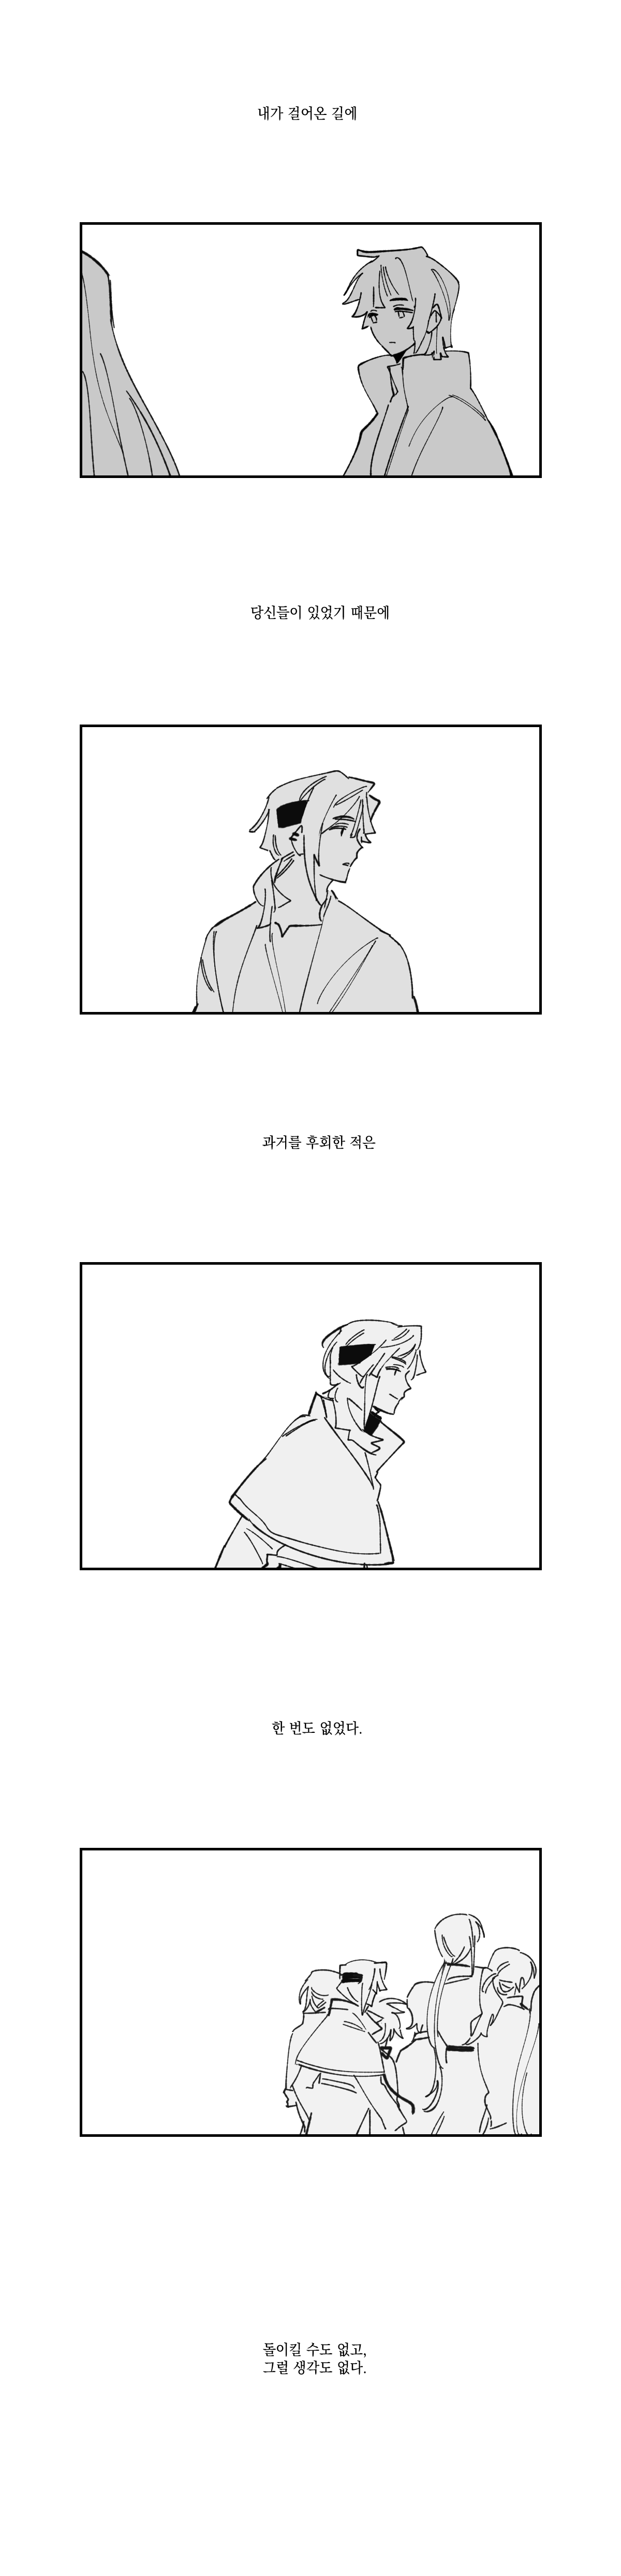 내가 걸어온 길에
당신들이 있었기 때문에
과거를 후회한 적은
한 번도 없었다.
돌이킬 수도 없고,
그럴 생각도 없다.